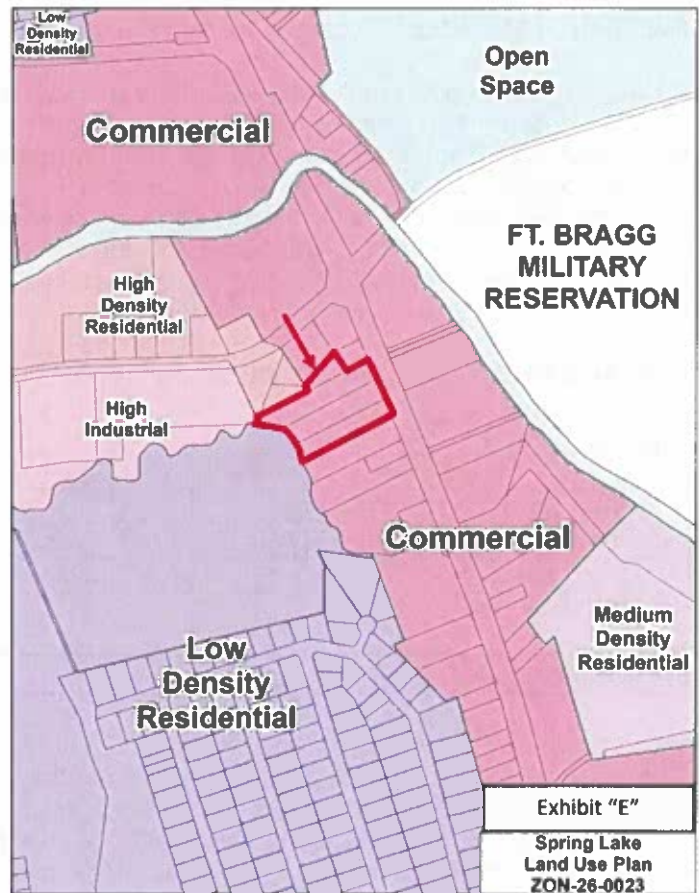 Low
Density
Residential
Open
Space
Commercial
FT. BRAGG
MILITARY
RESERVATION
High
Density
Residential
High
Industrial
Commercial
Medium
Density
Residential
Low
Density
Residential
Exhibit "E"
Spring Lake
Land Use Plan
ZON-26-0023